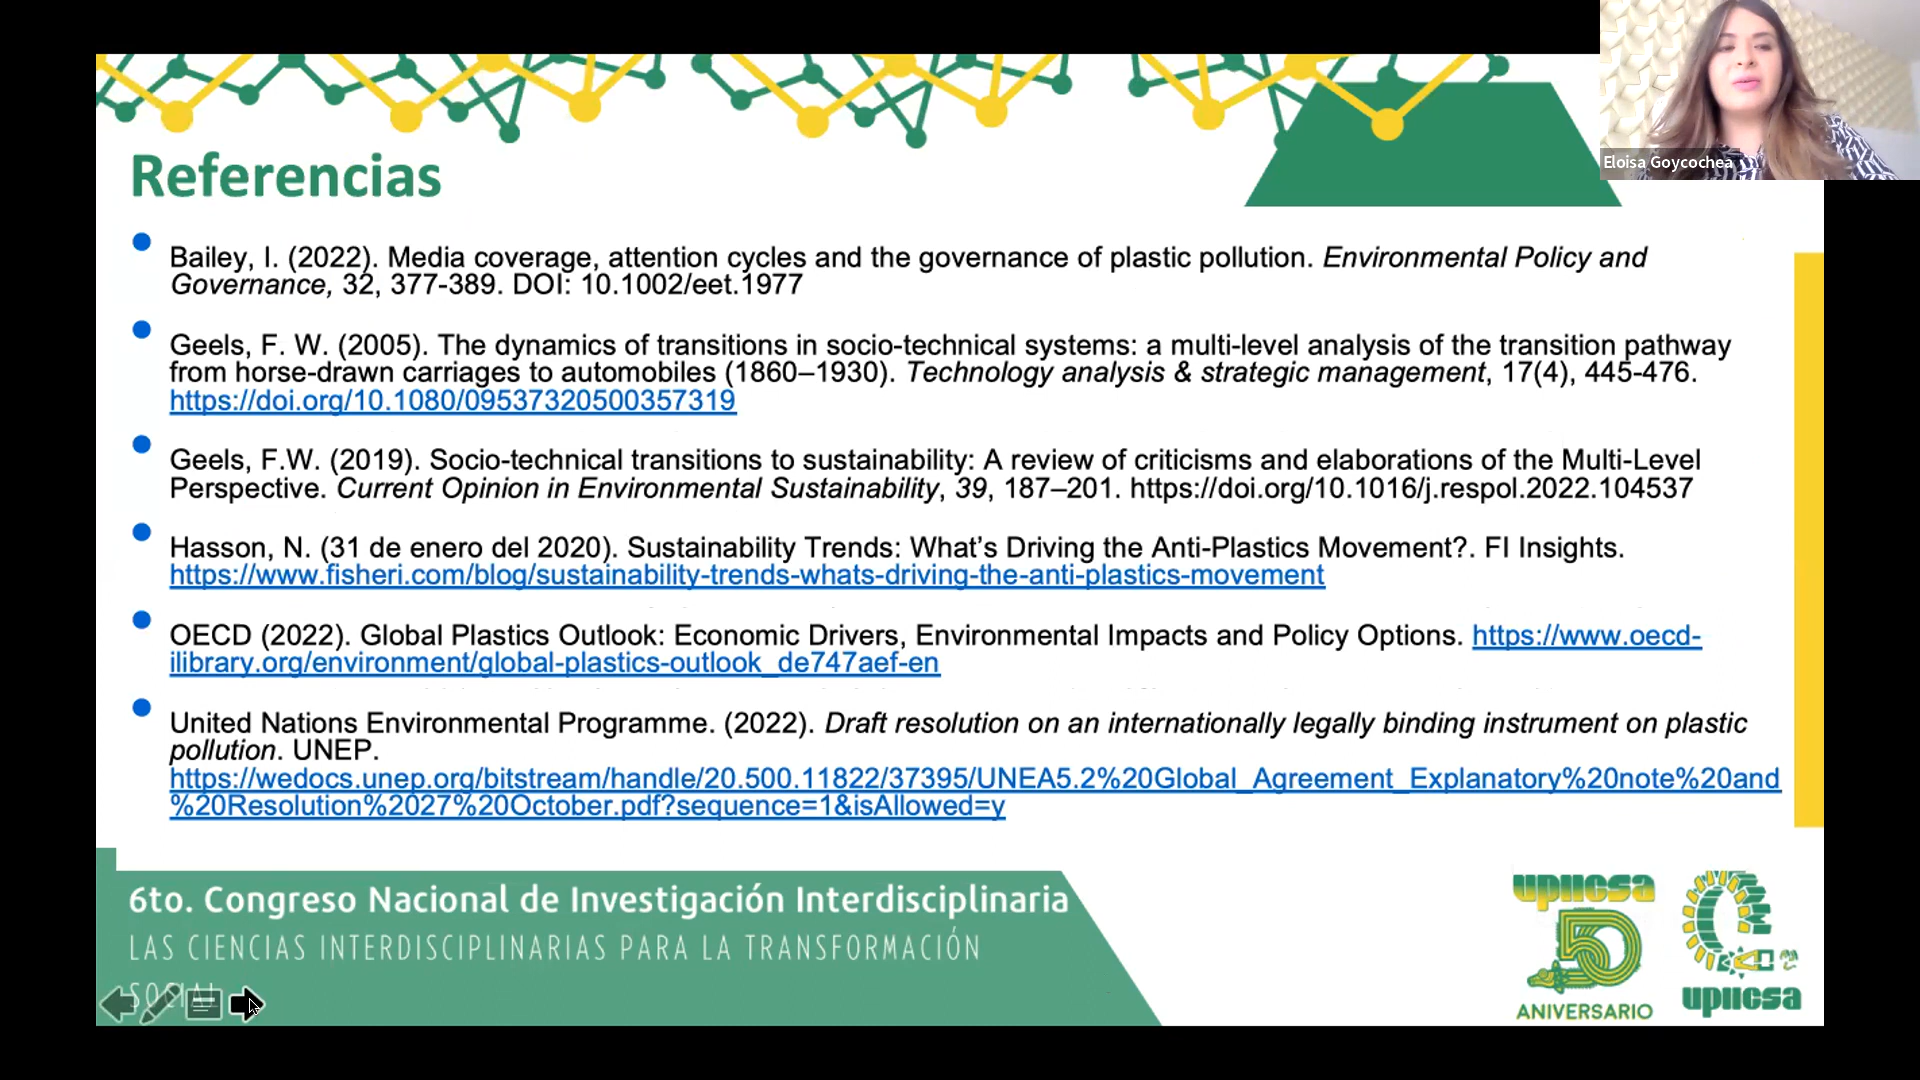 Eloisa Goycochea
Referencias
Bailey, I. (2022). Media coverage, attention cycles and the governance of plastic pollution. Environmental Policy and
Governance, 32, 377-389. DOI: 10.1002/eet.1977
Geels, F. W. (2005). The dynamics of transitions in socio-technical systems: a multi-level analysis of the transition pathway
from horse-drawn carriages to automobiles (1860–1930). Technology analysis & strategic management, 17(4), 445-476.
https://doi.org/10.1080/09537320500357319
Geels, F.W. (2019). Socio-technical transitions to sustainability: A review of criticisms and elaborations of the Multi-Level
Perspective. Current Opinion in Environmental Sustainability, 39, 187–201. https://doi.org/10.1016/j.respol.2022.104537
Hasson, N. (31 de enero del 2020). Sustainability Trends: What’s Driving the Anti-Plastics Movement?. FI Insights.
https://www.fisheri.com/blog/sustainability-trends-whats-driving-the-anti-plastics-movement
OECD (2022). Global Plastics Outlook: Economic Drivers, Environmental Impacts and Policy Options. https://www.oecd-
ilibrary.org/environment/global-plastics-outlook_de747aef-en
United Nations Environmental Programme. (2022). Draft resolution on an internationally legally binding instrument on plastic
pollution. UNEP.
https://wedocs.unep.org/bitstream/handle/20.500.11822/37395/UNEA5.2%20Global_Agreement_Explanatory%20note%20and
%20Resolution%2027%20October.pdf?sequence=1&isAllowed=y
6to. Congreso Nacional de Investigación Interdisciplinaria
LAS CIENCIAS INTERDISCIPLINARIAS PARA LA TRANSFORMACIÓN
SOCIAL
upiicsa
50
ANIVERSARIO
upiicsa